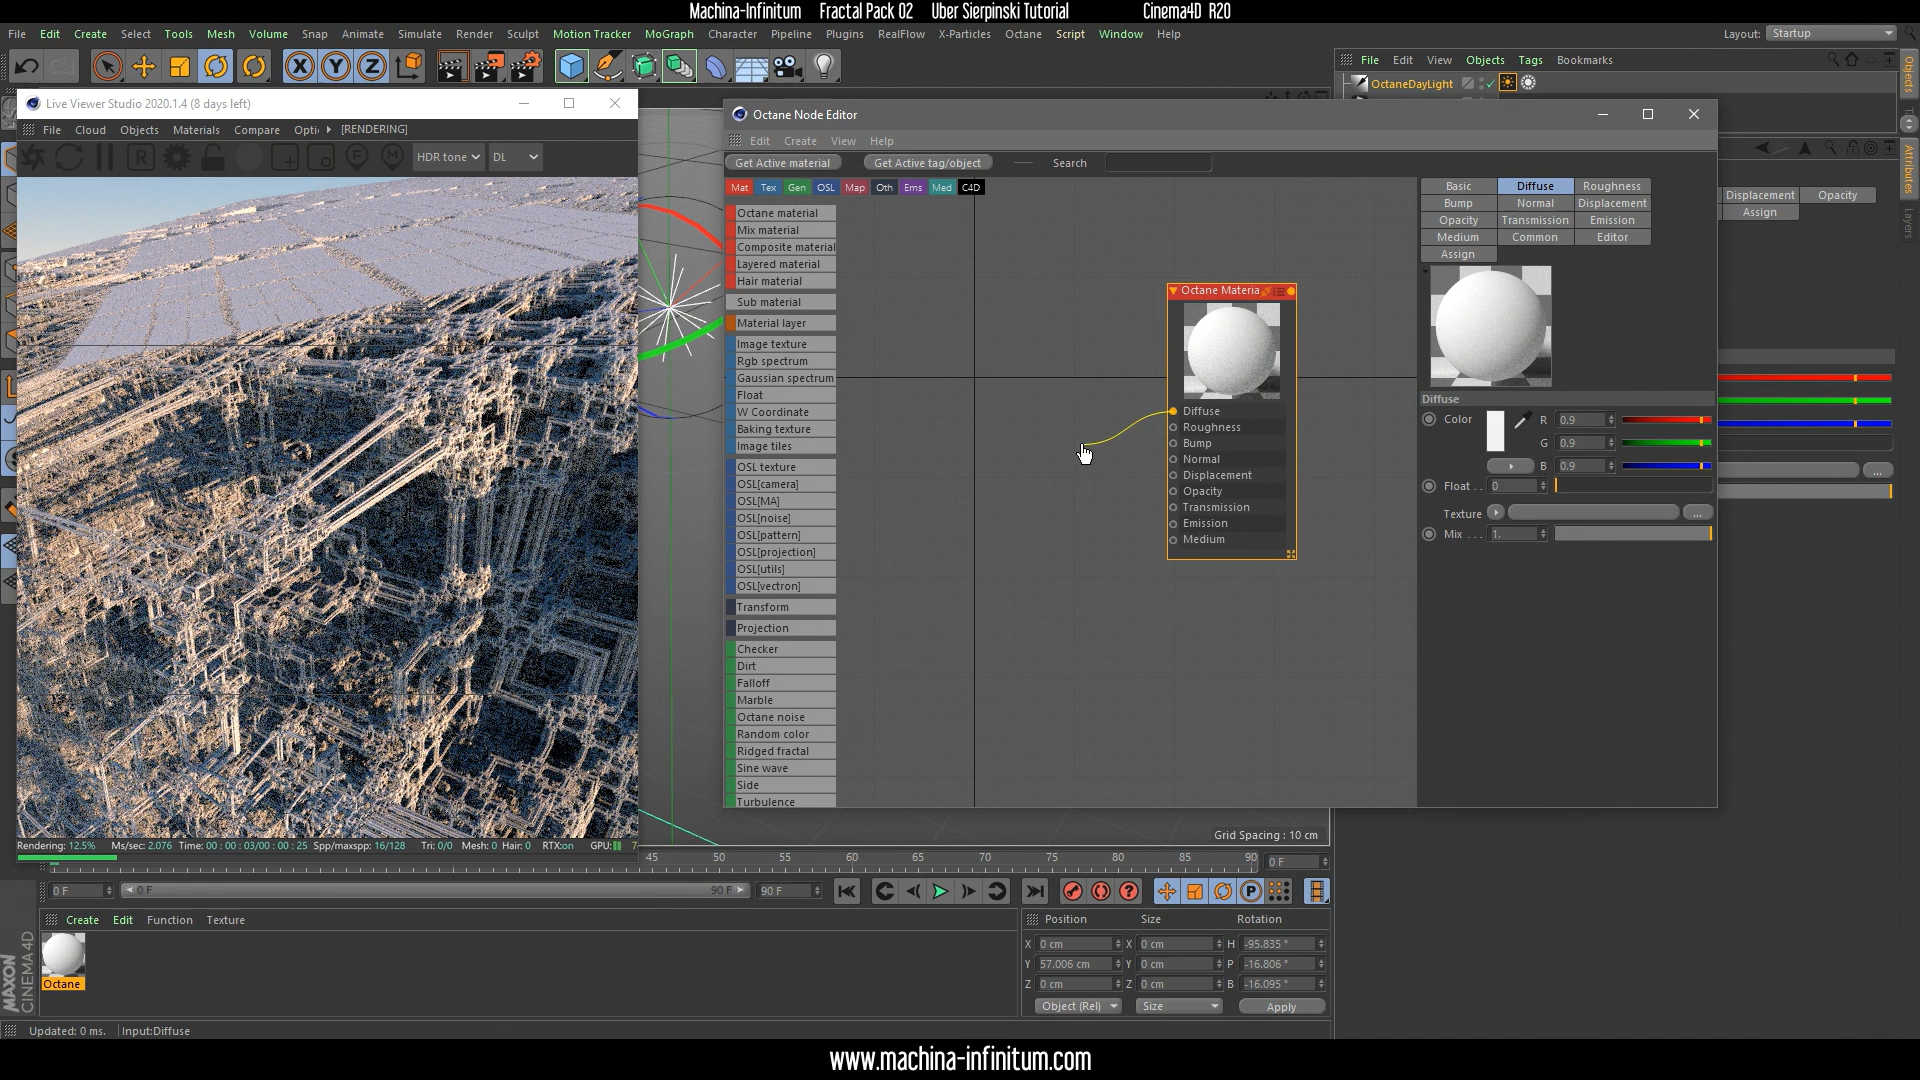 Machina-Infinitum Fractal Pack 02 Uber Sierpinski Tutorial Cinema4D R20
File Edit Create Select Tools Mesh Volume Snap Animate Simulate Render Sculpt Motion Tracker MoGraph Character Pipeline Plugins RealFlow X-Particles Octane Script Window Help Layout: Startup
File Edit View Objects Tags Bookmarks
OctaneDayLight
Objects
Attributes
Layers
Displacement Opacity
Assign
Live Viewer Studio 2020.1.4 (8 days left)
File Cloud Objects Materials Compare Opti [RENDERING]
HDR tone DL
Rendering: 12.5% Ms/sec: 2.076 Time: 00 : 00 : 03/00 : 00 : 25 Spp/maxspp: 16/128 Tri: 0/0 Mesh: 0 Hair: 0 RTX:on GPU: 7
Octane Node Editor
Edit Create View Help
Get Active material Get Active tag/object Search
Mat Tex Gen OSL Map Oth Ems Med C4D
Octane material
Mix material
Composite material
Layered material
Hair material
Sub material
Material layer
Image texture
Rgb spectrum
Gaussian spectrum
Float
W Coordinate
Baking texture
Image tiles
OSL texture
OSL[camera]
OSL[MA]
OSL[noise]
OSL[pattern]
OSL[projection]
OSL[utils]
OSL[vectron]
Transform
Projection
Checker
Dirt
Falloff
Marble
Octane noise
Random color
Ridged fractal
Sine wave
Side
Turbulence
Octane Materia
Diffuse
Roughness
Bump
Normal
Displacement
Opacity
Transmission
Emission
Medium
Basic Diffuse Roughness
Bump Normal Displacement
Opacity Transmission Emission
Medium Common Editor
Assign
Diffuse
Color R 0.9
G 0.9
B 0.9
Float . . 0
Texture ...
Mix . . . 1.
...
Grid Spacing : 10 cm
45 50 55 60 65 70 75 80 85 90 0 F
0 F 0 F 90 F 90 F
Create Edit Function Texture
Octane
MAXON
CINEMA 4D
Position Size Rotation
X 0 cm X 0 cm H -95.835 °
Y 57.006 cm Y 0 cm P -16.806 °
Z 0 cm Z 0 cm B -16.095 °
Object (Rel) Size Apply
Updated: 0 ms. Input:Diffuse
www.machina-infinitum.com